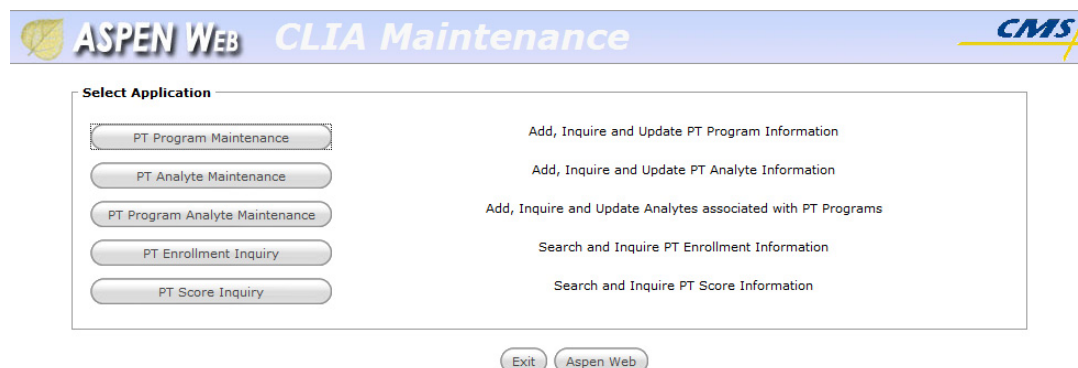 ASPEN WEB CLIA Maintenance CMS
Select Application
PT Program Maintenance Add, Inquire and Update PT Program Information
PT Analyte Maintenance Add, Inquire and Update PT Analyte Information
PT Program Analyte Maintenance Add, Inquire and Update Analytes associated with PT Programs
PT Enrollment Inquiry Search and Inquire PT Enrollment Information
PT Score Inquiry Search and Inquire PT Score Information
Exit Aspen Web